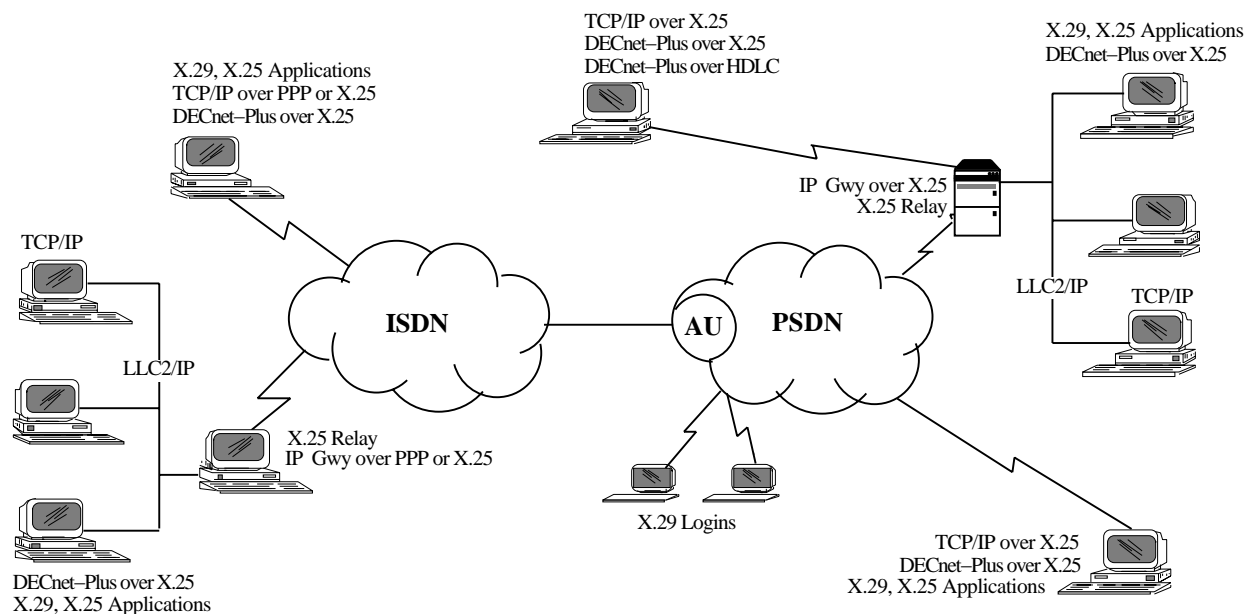 TCP/IP over X.25
DECnet–Plus over X.25
DECnet–Plus over HDLC
X.29, X.25 Applications
DECnet–Plus over X.25
X.29, X.25 Applications
TCP/IP over PPP or X.25
DECnet–Plus over X.25
IP Gwy over X.25
X.25 Relay
TCP/IP
LLC2/IP
TCP/IP
ISDN
AU
PSDN
LLC2/IP
X.25 Relay
IP Gwy over PPP or X.25
X.29 Logins
TCP/IP over X.25
DECnet–Plus over X.25
X.29, X.25 Applications
DECnet–Plus over X.25
X.29, X.25 Applications